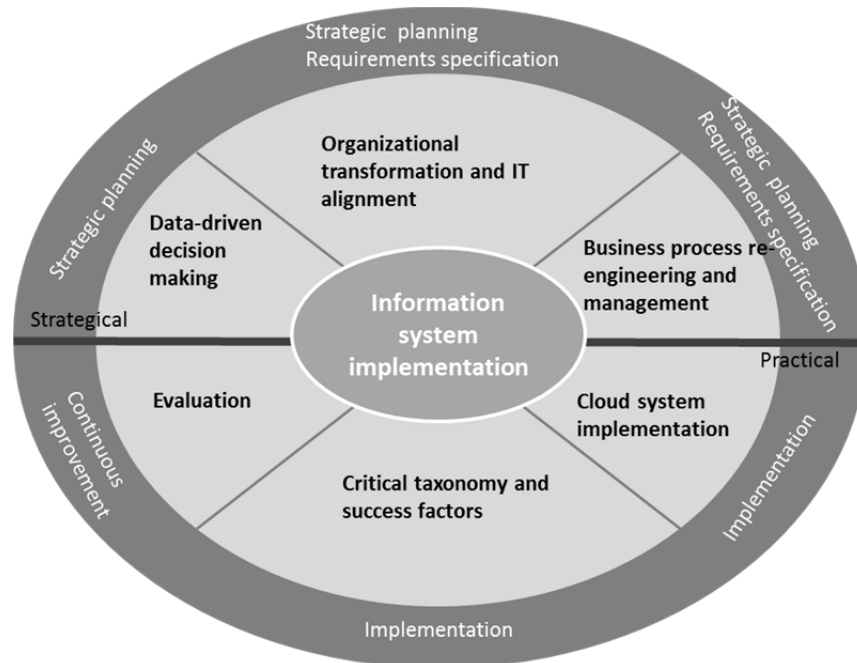 Strategic planning
Requirements specification
Strategic planning
Requirements specification
Strategic planning
Organizational
transformation and IT
alignment
Data-driven
decision
making
Business process re-
engineering and
management
Information
system
implementation
Strategical
Practical
Evaluation
Cloud system
implementation
Continuous
improvement
Critical taxonomy and
success factors
Implementation
Implementation